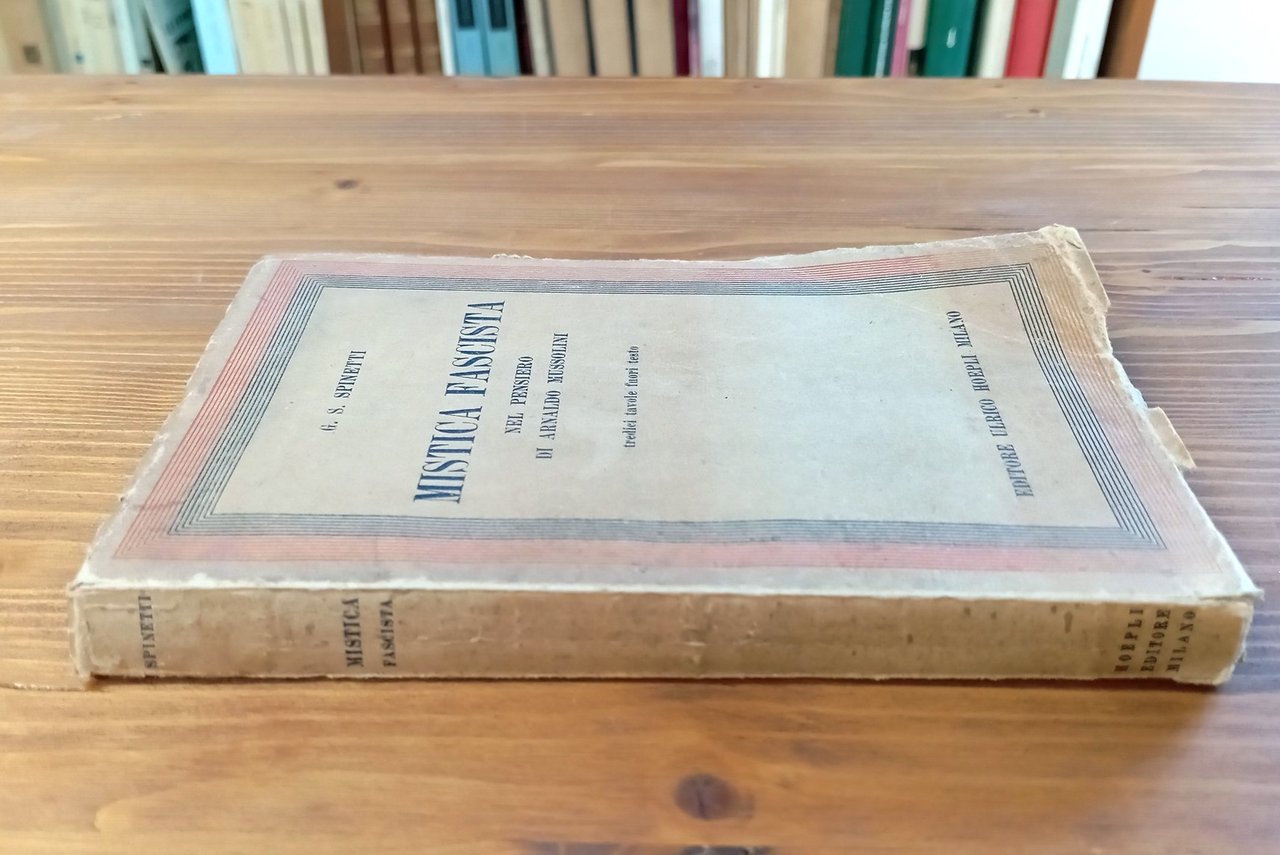 G. S. SPINETTI
MISTICA FASCISTA
NEL PENSIERO
DI ARNALDO MUSSOLINI
tredici tavole fuori testo
EDITORE ULRICO HOEPLI MILANO
SPINETTI
MISTICA
FASCISTA
HOEPLI
EDITORE
MILANO